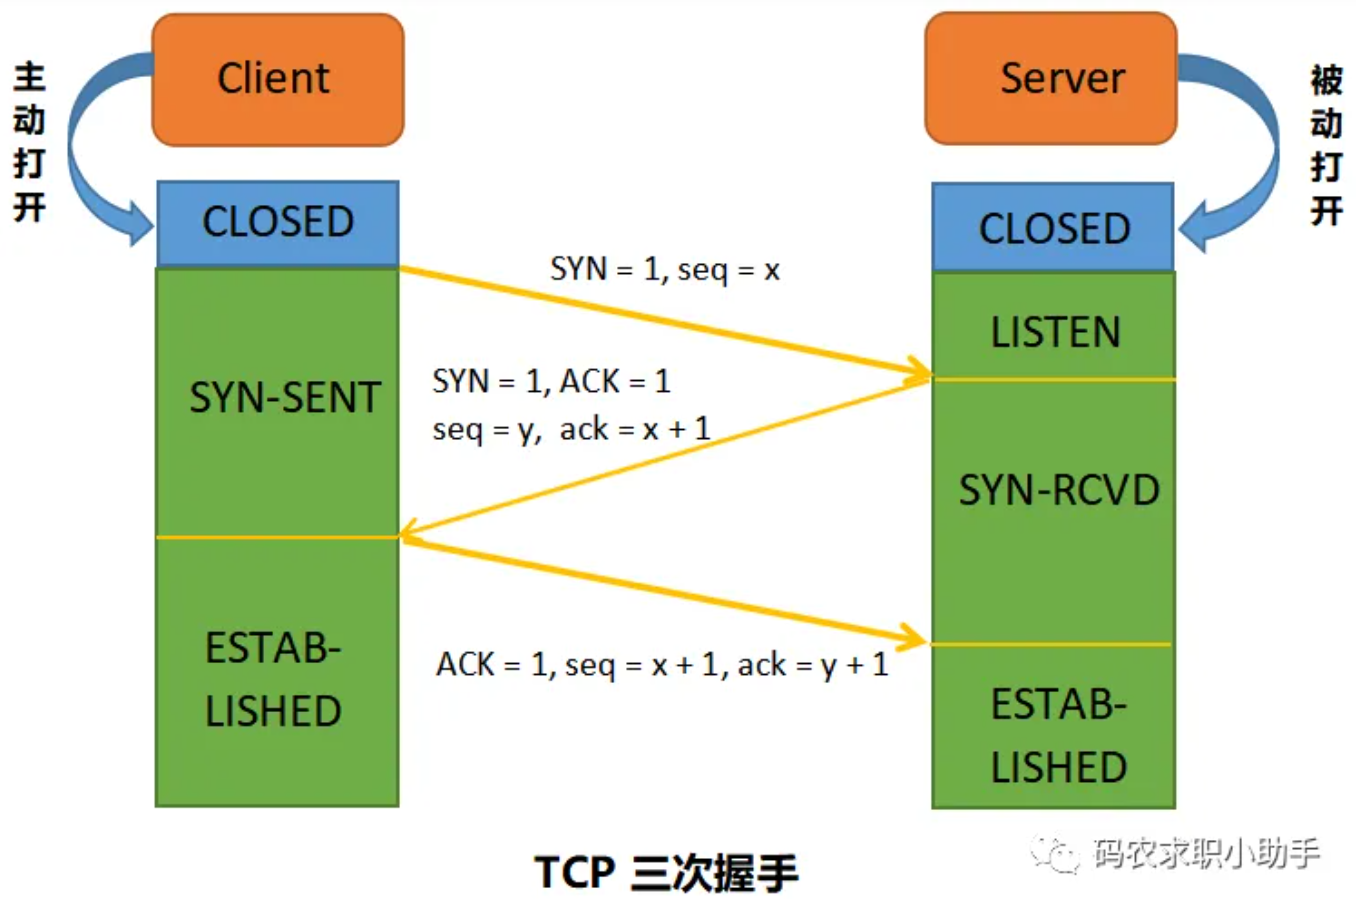 主动打开
Client
Server
被动打开
CLOSED
CLOSED
SYN = 1, seq = x
LISTEN
SYN-SENT
SYN = 1, ACK = 1
seq = y, ack = x + 1
SYN-RCVD
ESTAB-
LISHED
ACK = 1, seq = x + 1, ack = y + 1
ESTAB-
LISHED
TCP 三次握手
码农求职小助手